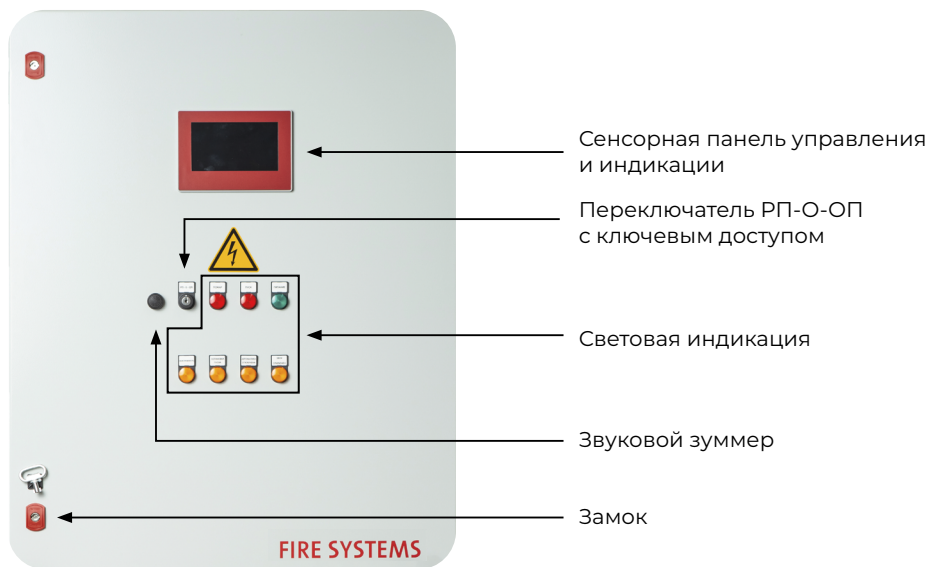 Сенсорная панель управления
и индикации
Переключатель РП-О-ОП
с ключевым доступом
Световая индикация
Звуковой зуммер
Замок
FIRE SYSTEMS